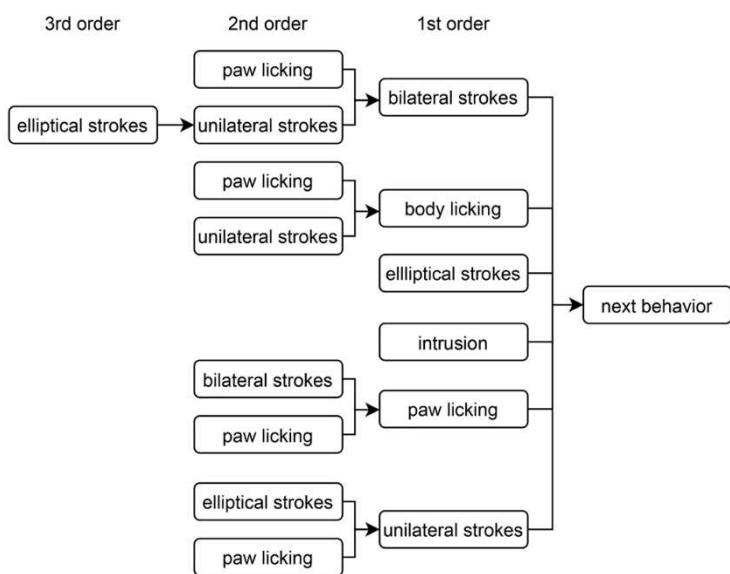 3rd order 2nd order 1st order
paw licking
bilateral strokes
elliptical strokes unilateral strokes
paw licking
body licking
unilateral strokes
ellliptical strokes
next behavior
intrusion
bilateral strokes
paw licking
paw licking
elliptical strokes
unilateral strokes
paw licking